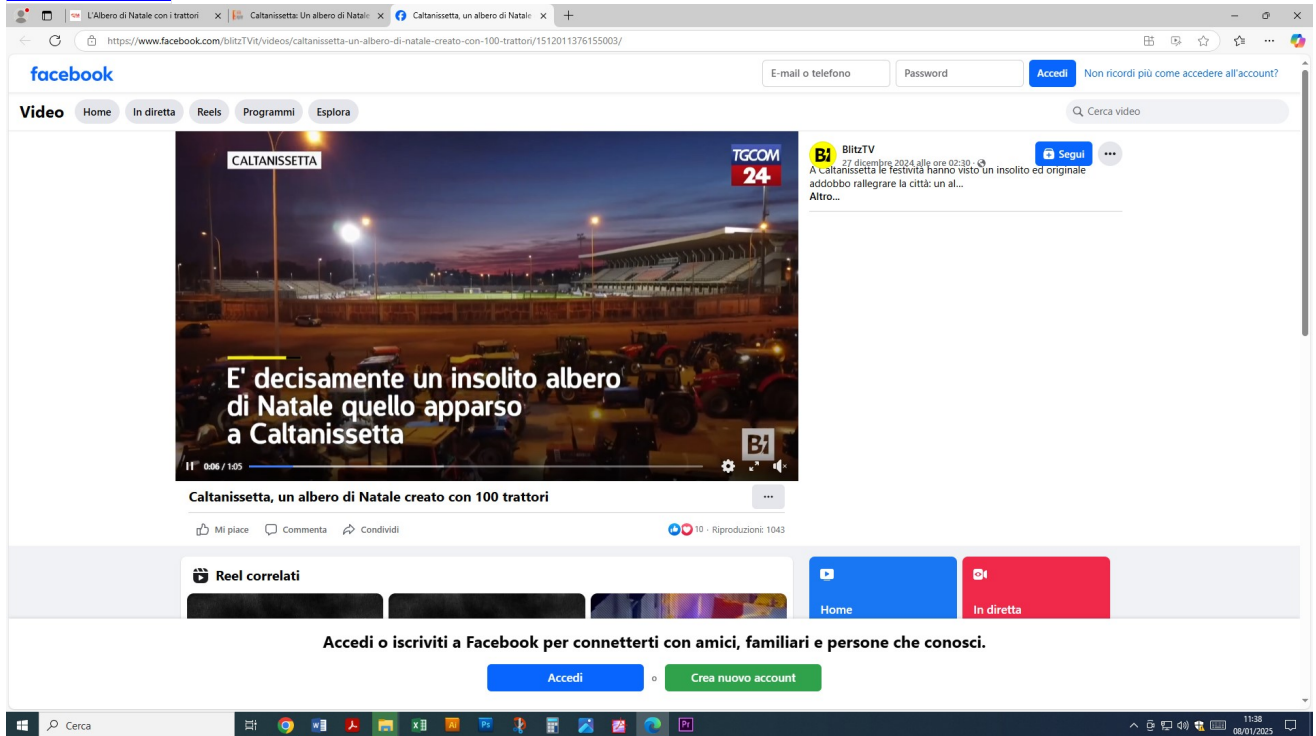 L'Albero di Natale con i trattori
Caltanissetta: Un albero di Natale
Caltanissetta, un albero di Natale
https://www.facebook.com/blitzTVit/videos/caltanissetta-un-albero-di-natale-creato-con-100-trattori/1512011376155003/
facebook
E-mail o telefono
Password
Accedi
Non ricordi più come accedere all'account?
Video
Home
In diretta
Reels
Programmi
Esplora
Cerca video
CALTANISSETTA
TGCOM
24
E' decisamente un insolito albero
di Natale quello apparso
a Caltanissetta
0:06 / 1:05
BlitzTV
27 dicembre 2024 alle ore 02:30 ·
Segui
A Caltanissetta le festività hanno visto un insolito ed originale
addobbo rallegrare la città: un al...
Altro...
Caltanissetta, un albero di Natale creato con 100 trattori
Mi piace
Commenta
Condividi
10 · Riproduzioni: 1043
Reel correlati
Home
In diretta
Accedi o iscriviti a Facebook per connetterti con amici, familiari e persone che conosci.
Accedi
o
Crea nuovo account
Cerca
11:38
08/01/2025